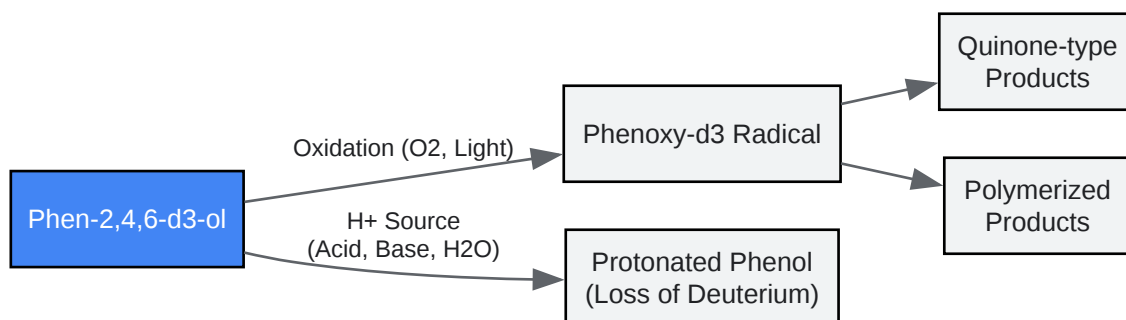 Phen-2,4,6-d3-ol
Oxidation (O2, Light)
H+ Source
(Acid, Base, H2O)
Phenoxy-d3 Radical
Protonated Phenol
(Loss of Deuterium)
Quinone-type
Products
Polymerized
Products